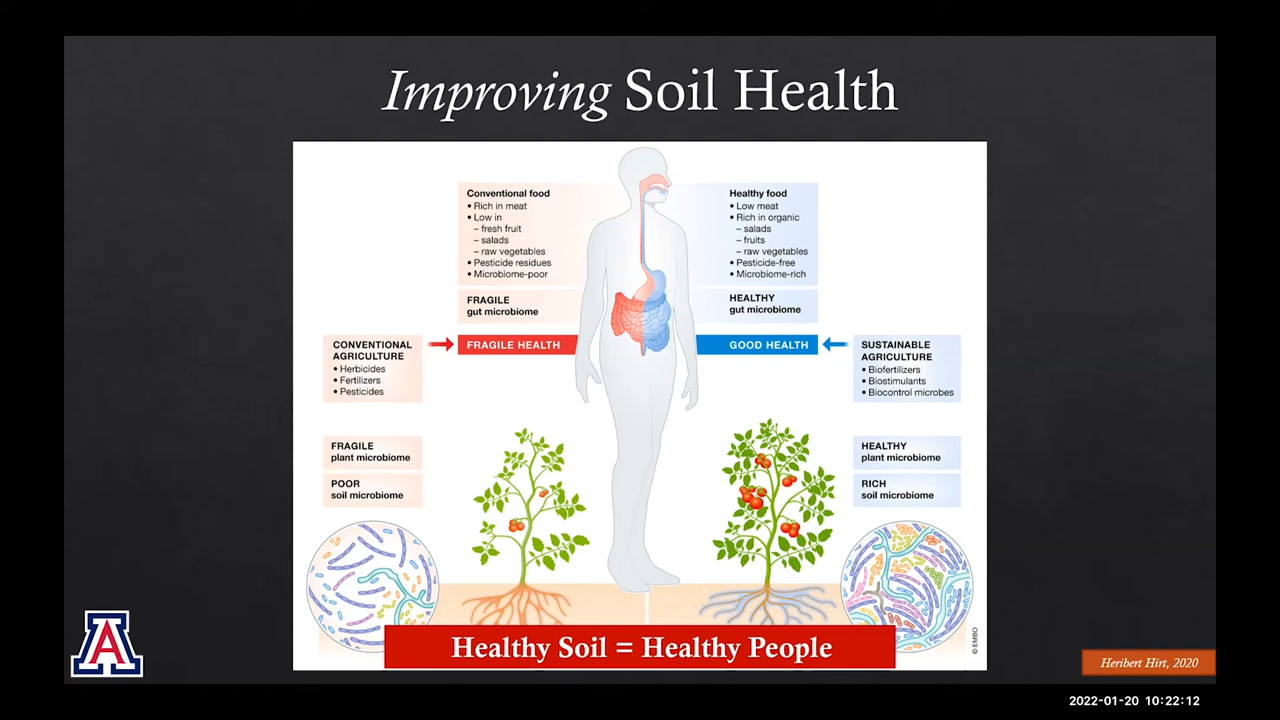 Improving Soil Health
Conventional food
• Rich in meat
• Low in
– fresh fruit
– salads
– raw vegetables
• Pesticide residues
• Microbiome-poor
FRAGILE
gut microbiome
FRAGILE HEALTH
Healthy food
• Low meat
• Rich in organic
– salads
– fruits
– raw vegetables
• Pesticide-free
• Microbiome-rich
HEALTHY
gut microbiome
GOOD HEALTH
CONVENTIONAL
AGRICULTURE
• Herbicides
• Fertilizers
• Pesticides
SUSTAINABLE
AGRICULTURE
• Biofertilizers
• Biostimulants
• Biocontrol microbes
FRAGILE
plant microbiome
POOR
soil microbiome
HEALTHY
plant microbiome
RICH
soil microbiome
© EMBO
Healthy Soil = Healthy People
A
Heribert Hirt, 2020
2022-01-20 10:22:12